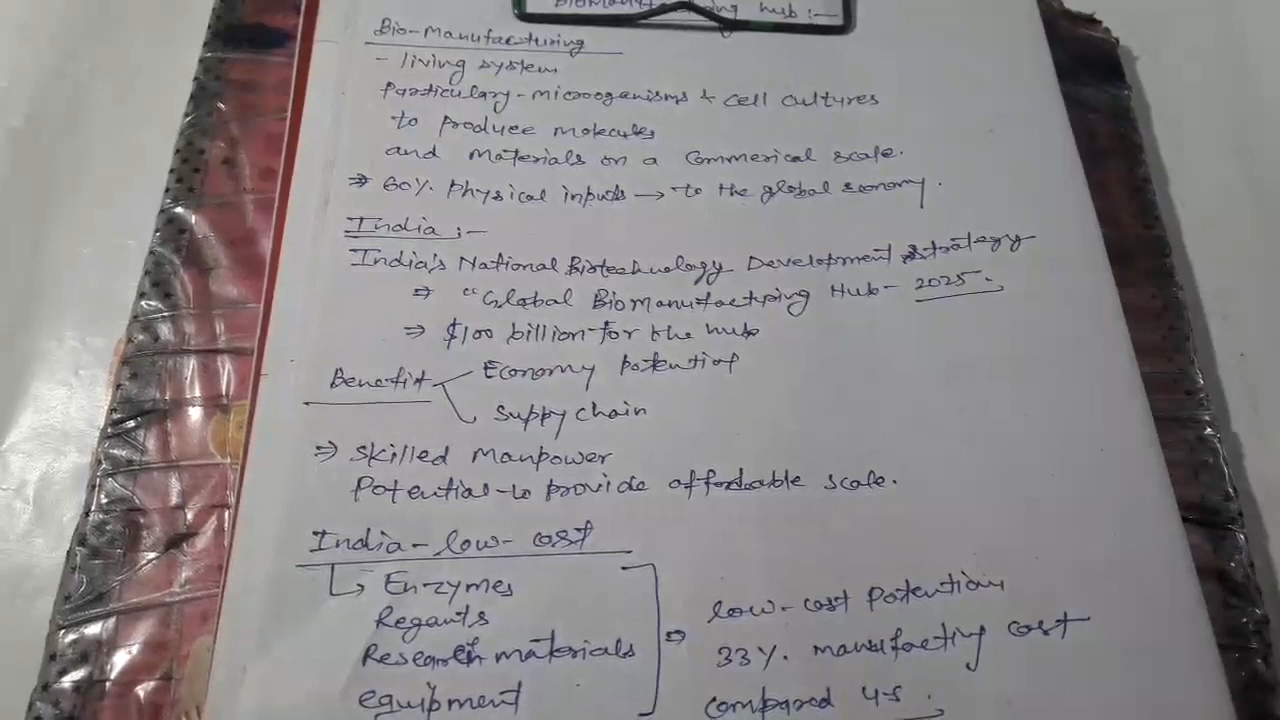 hub :-
Bio-Manufacturing
- living system
Particulary - microoganisms & cell cultures
to produce molecules
and materials on a Commerical scale.
⇒ 60%. Physical inputs → to the global economy.
India :-
India's National Biotechnology Development Strategy
⇒ "Global Biomanufacturing Hub - 2025.
⇒ $100 billion for the hub
Benefit Economy potential
Supply chain
⇒ Skilled Manpower
Potential to provide affordable scale.
India - low - cost
↳ Enzymes
Regants
Research materials
equipment
⇒ low-cost Potential
33%. manufacting cost
compared U.S.